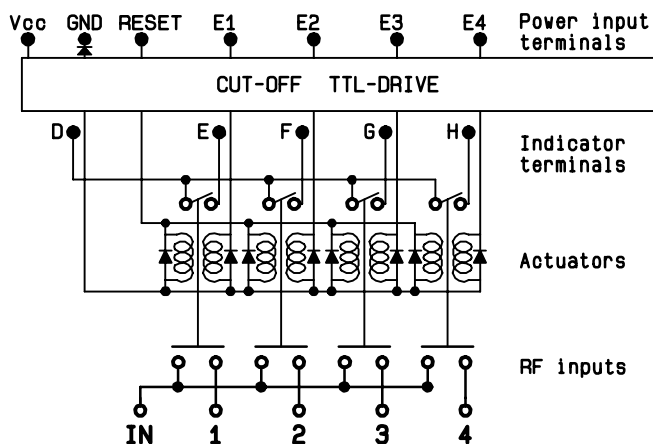 Vcc GND RESET E1 E2 E3 E4 Power input
terminals
CUT-OFF TTL-DRIVE
D E F G H Indicator
terminals
Actuators
RF inputs
IN 1 2 3 4